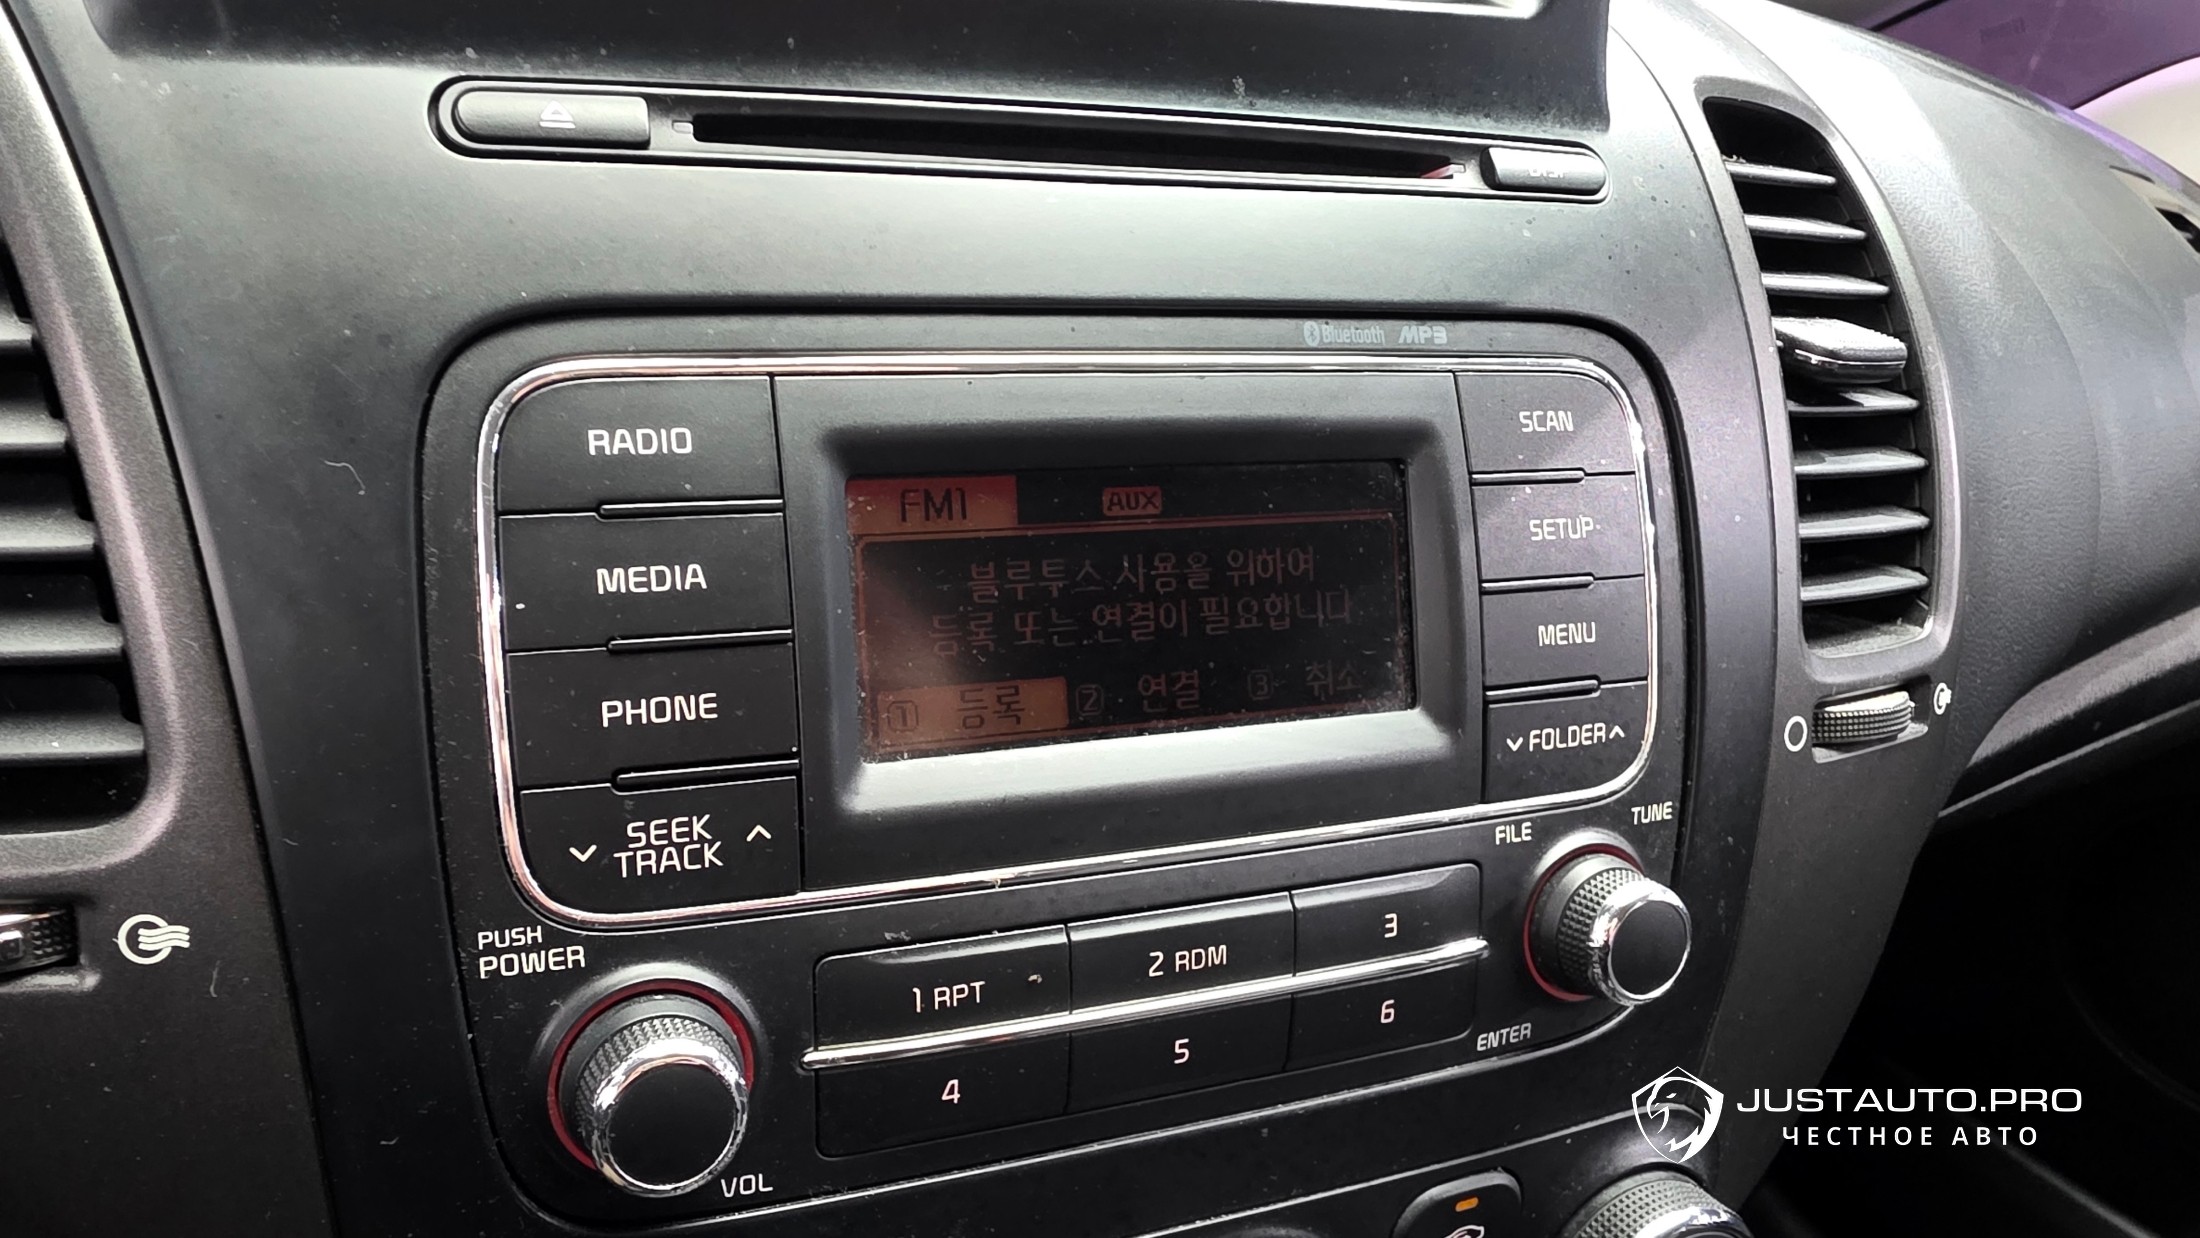 DISP
Bluetooth MP3
RADIO
MEDIA
PHONE
SEEK
TRACK
FM1 AUX
블루투스 사용을 위하여
등록 또는 연결이 필요합니다
1 등록 2 연결 3 취소
SCAN
SETUP
MENU
FOLDER
FILE
TUNE
PUSH
POWER
VOL
1 RPT
2 RDM
3
4
5
6
ENTER
JUSTAUTO.PRO
ЧЕСТНОЕ АВТО